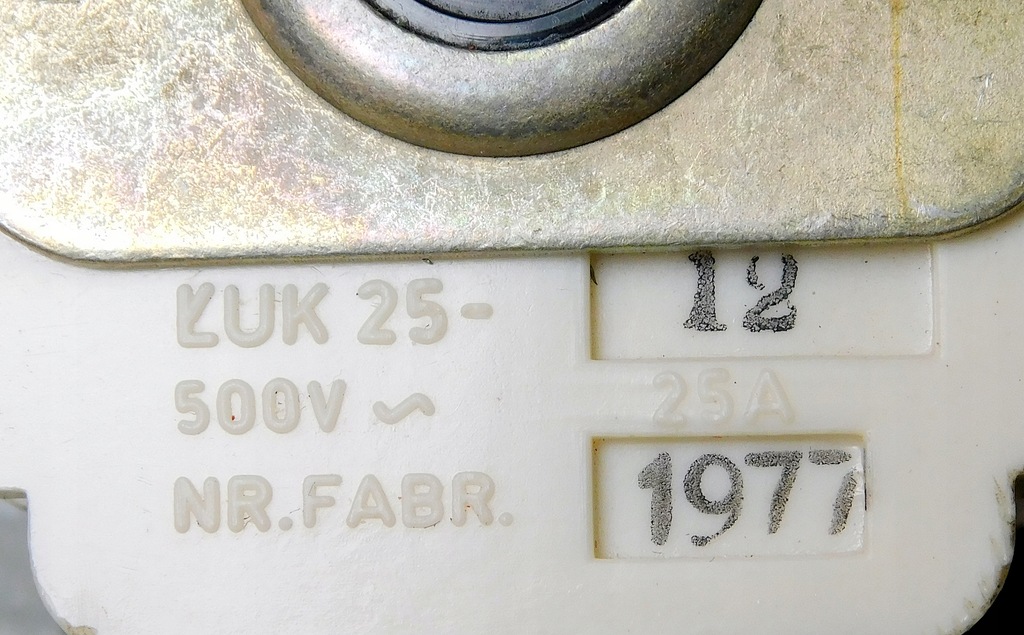 ŁUK 25- 12
500V ~ 25A
NR. FABR. 1977